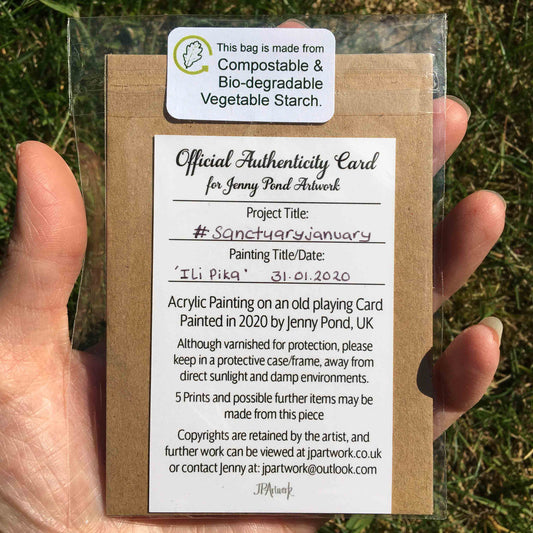 This bag is made from
Compostable &
Bio-degradable
Vegetable Starch.
Official Authenticity Card
for Jenny Pond Artwork
Project Title:
#Sanctuaryjanuary
Painting Title/Date:
'Ili Pika' 31.01.2020
Acrylic Painting on an old playing Card
Painted in 2020 by Jenny Pond, UK
Although varnished for protection, please
keep in a protective case/frame, away from
direct sunlight and damp environments.
5 Prints and possible further items may be
made from this piece
Copyrights are retained by the artist, and
further work can be viewed at jpartwork.co.uk
or contact Jenny at: jpartwork@outlook.com
JPArtwork